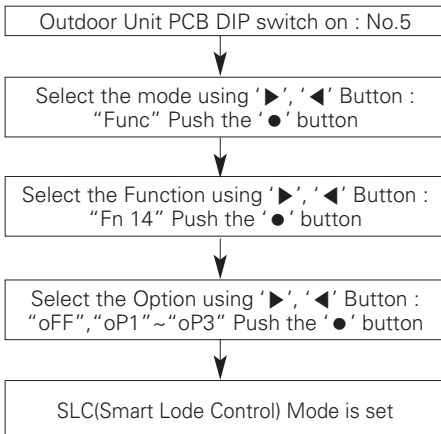 Outdoor Unit PCB DIP switch on : No.5
Select the mode using ‘▶’, ‘◀’ Button :
“Func” Push the ‘●’ button
Select the Function using ‘▶’, ‘◀’ Button :
“Fn 14” Push the ‘●’ button
Select the Option using ‘▶’, ‘◀’ Button :
“oFF”,“oP1”~“oP3” Push the ‘●’ button
SLC(Smart Lode Control) Mode is set